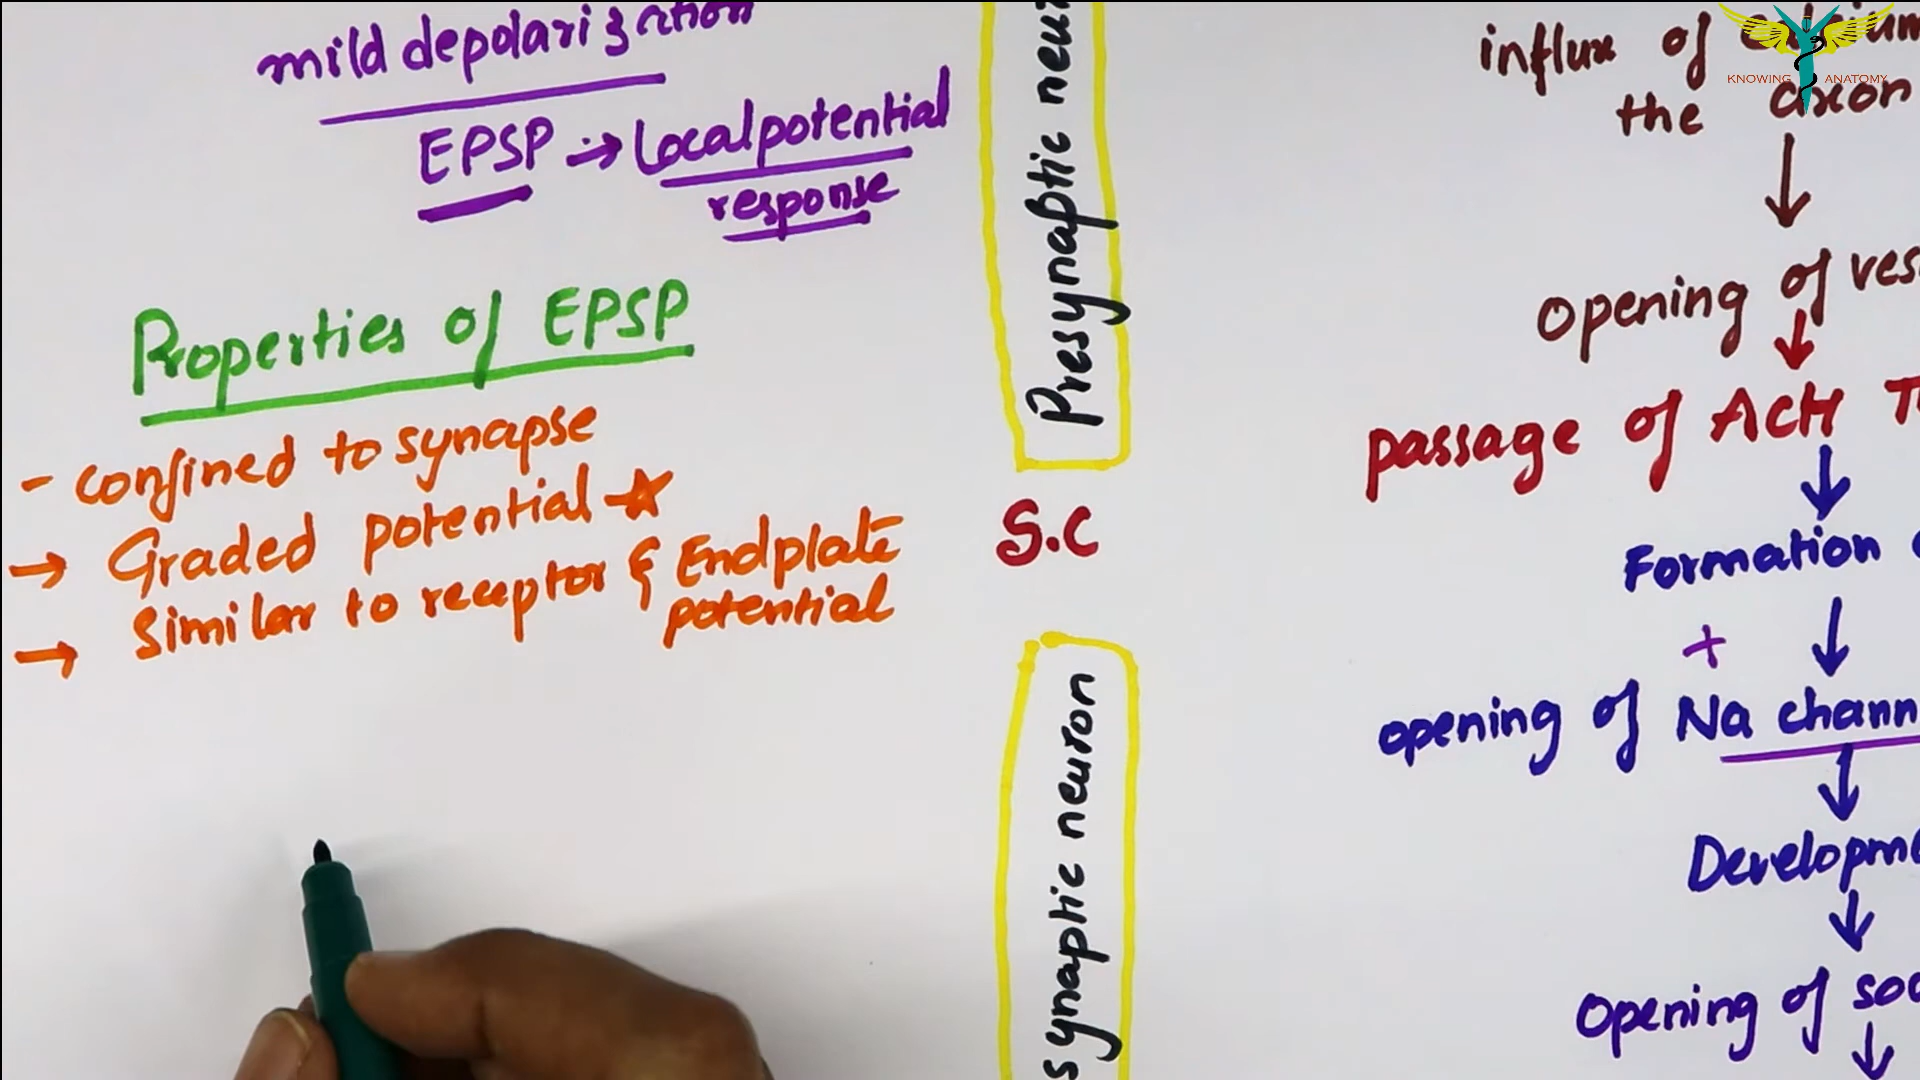 mild depolarization
EPSP → Local potential
response
Properties of EPSP
- confined to synapse
→ Graded potential
→ Similar to receptor & Endplate
potential
Presynaptic
S.C
synaptic neuron
influx of
the axon
Opening of
passage of ACH
Formation
+
opening of Na
Opening of
KNOWING ANATOMY